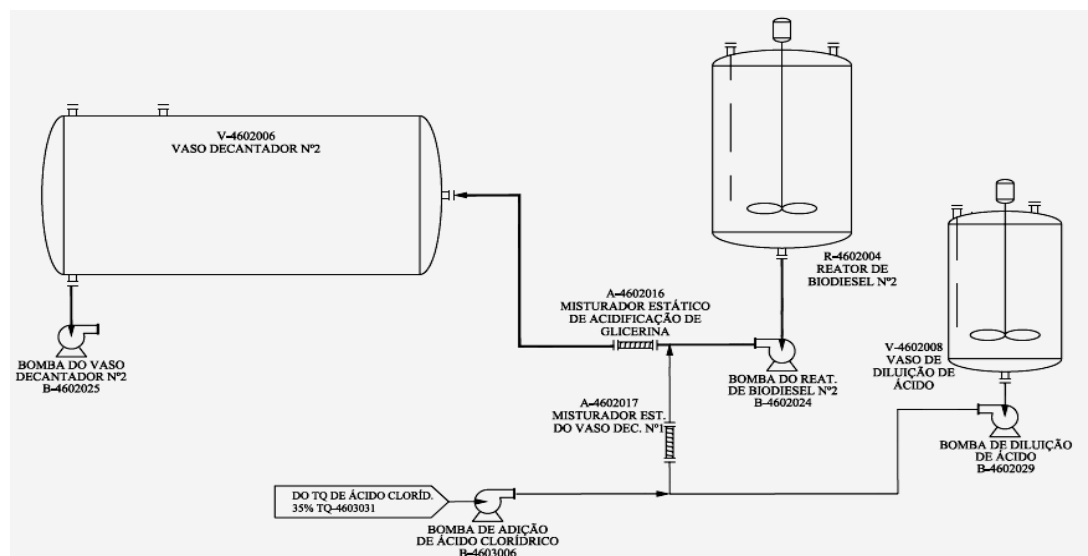 V-4602006
VASO DECANTADOR Nº2
R-4602004
REATOR DE
BIODIESEL Nº2
A-4602016
MISTURADOR ESTÁTICO
DE ACIDIFICAÇÃO DE
GLICERINA
V-4602008
VASO DE
DILUIÇÃO DE
ÁCIDO
BOMBA DO VASO
DECANTADOR Nº2
B-4602025
BOMBA DO REAT.
DE BIODIESEL Nº2
B-4602024
A-4602017
MISTURADOR EST.
DO VASO DEC. Nº1
BOMBA DE DILUIÇÃO
DE ÁCIDO
B-4602029
DO TQ DE ÁCIDO CLORÍD.
35% TQ-4603031
BOMBA DE ADIÇÃO
DE ÁCIDO CLORÍDRICO
B-4603006